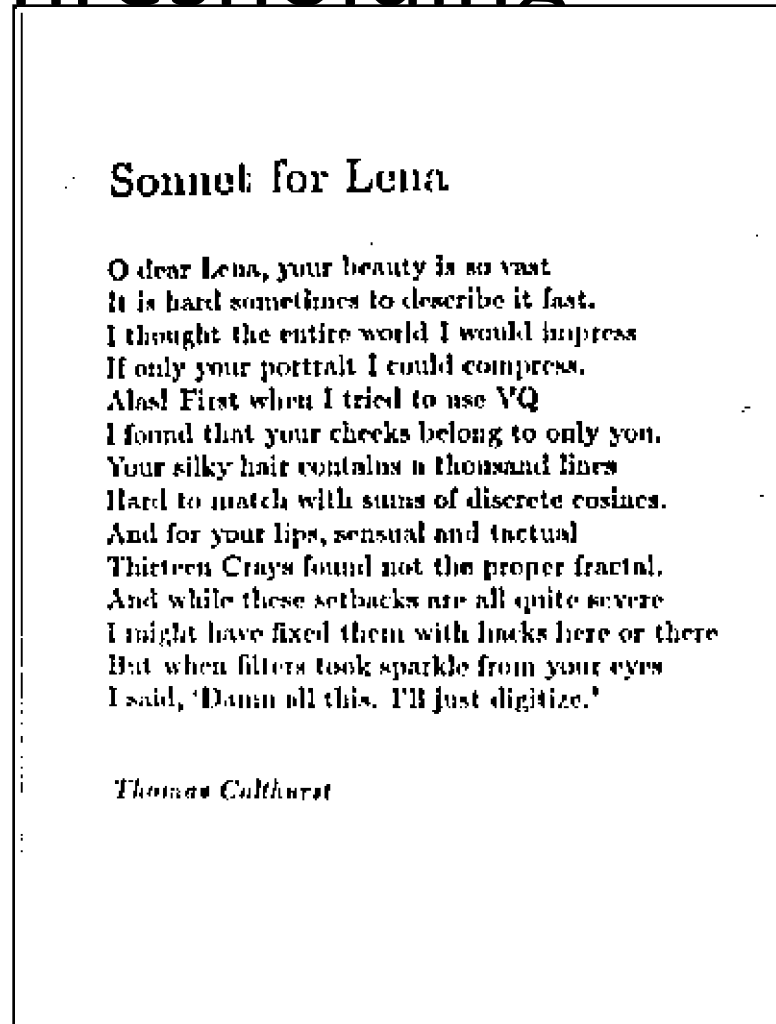 Sonnet for Lena
O dear Lena, your beauty is so vast
It is hard sometimes to describe it fast.
I thought the entire world I would impress
If only your portrait I could compress.
Alas! First when I tried to use VQ
I found that your cheeks belong to only you.
Your silky hair contains a thousand lines
Hard to match with sums of discrete cosines.
And for your lips, sensual and tactual
Thirteen Crays found not the proper fractal.
And while these setbacks are all quite severe
I might have fixed them with hacks here or there
But when filters took sparkle from your eyes
I said, 'Damn all this. I'll just digitize.'
Thomas Colthurst